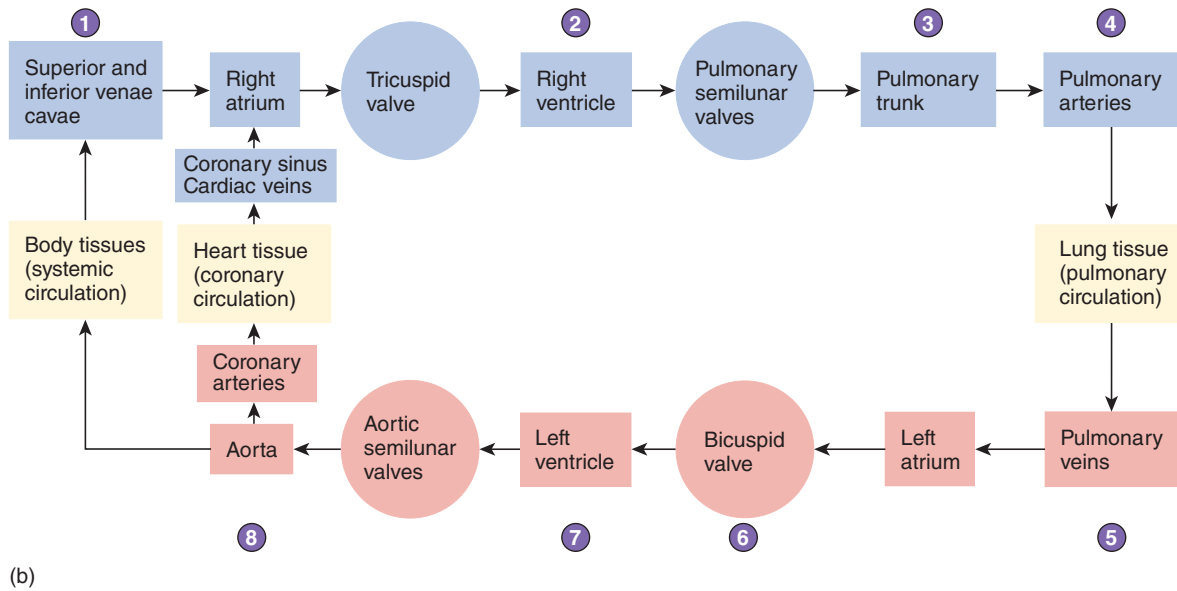 1
2
3
4
Superior and
inferior venae
cavae
Right
atrium
Tricuspid
valve
Right
ventricle
Pulmonary
semilunar
valves
Pulmonary
trunk
Pulmonary
arteries
Coronary sinus
Cardiac veins
Body tissues
(systemic
circulation)
Heart tissue
(coronary
circulation)
Lung tissue
(pulmonary
circulation)
Coronary
arteries
Aorta
Aortic
semilunar
valves
Left
ventricle
Bicuspid
valve
Left
atrium
Pulmonary
veins
8
7
6
5
(b)